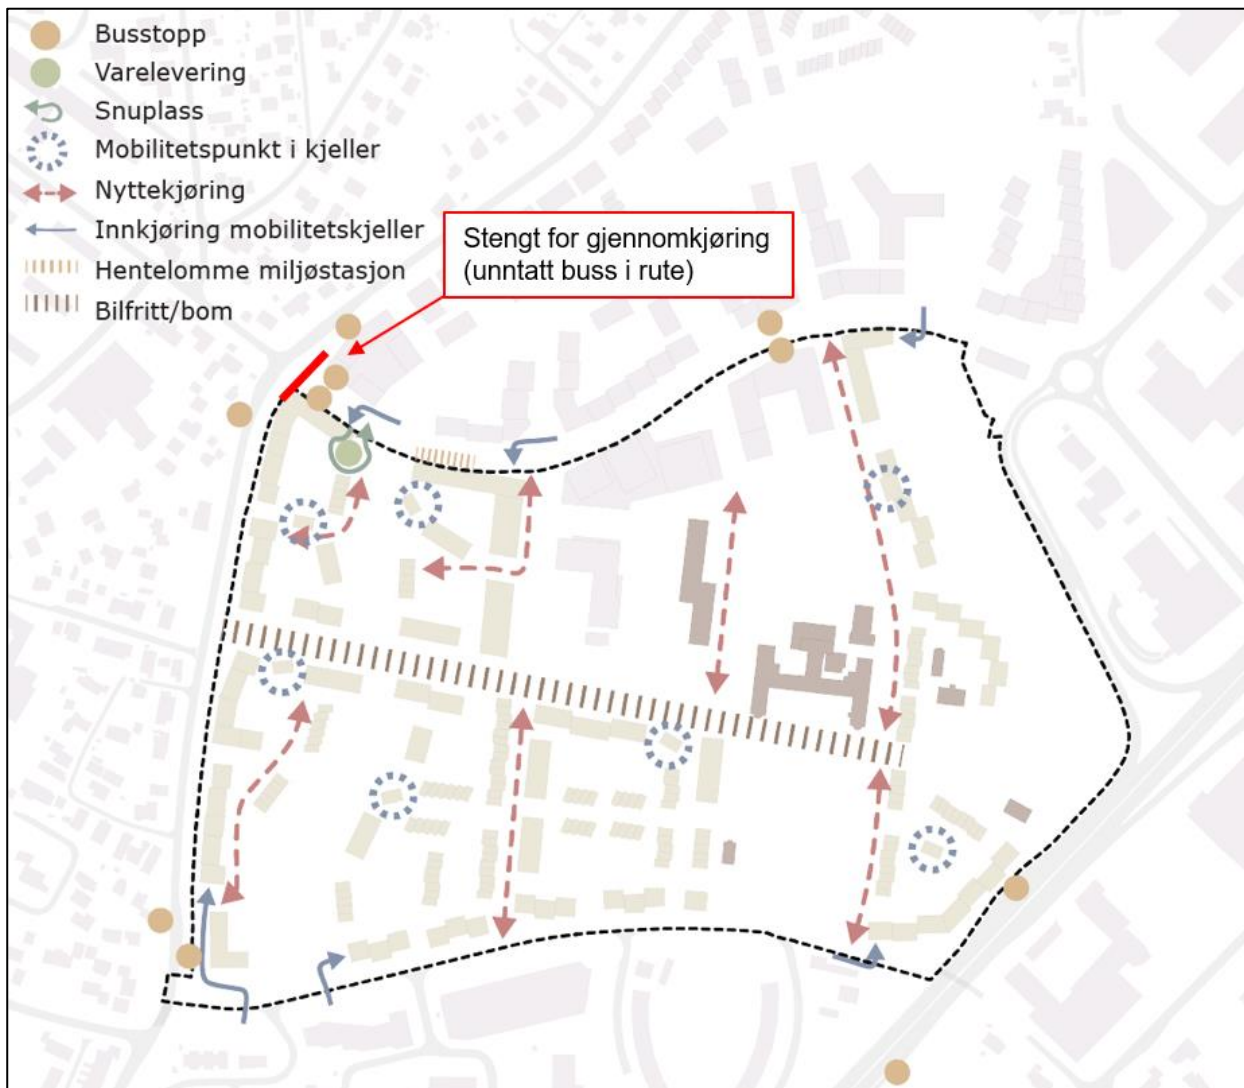 Busstopp
Varelevering
Snuplass
Mobilitetspunkt i kjeller
Nyttekjøring
Innkjøring mobilitetskjeller
Hentelomme miljøstasjon
Bilfritt/bom
Stengt for gjennomkjøring
(unntatt buss i rute)